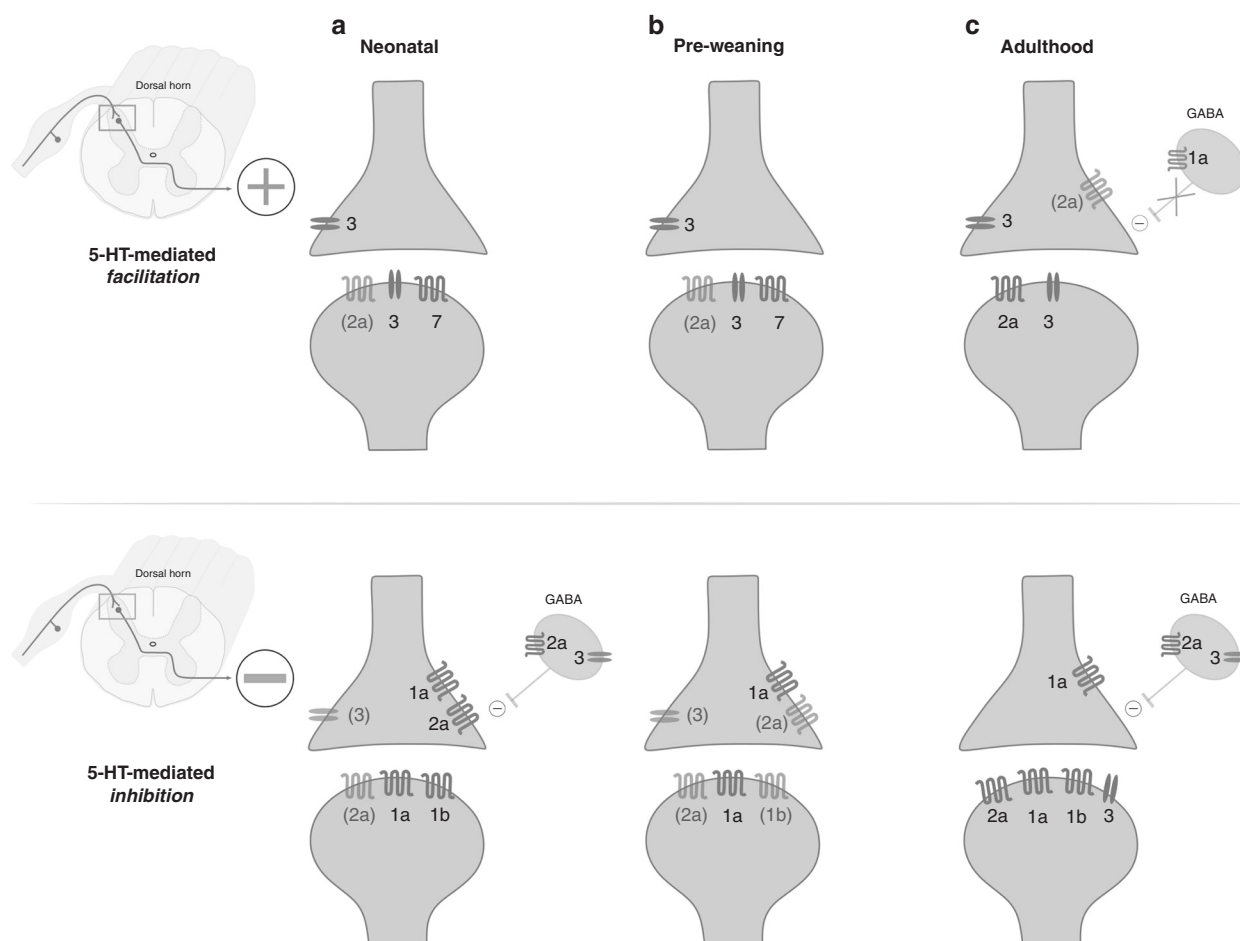 a
Neonatal
b
Pre-weaning
c
Adulthood
Dorsal horn
5-HT-mediated
facilitation
3
(2a) 3 7
3
(2a) 3 7
GABA
1a
(2a)
3
2a 3
Dorsal horn
5-HT-mediated
inhibition
GABA
2a
3
1a
(3)
2a
(2a) 1a 1b
1a
(3)
(2a)
(2a) 1a (1b)
GABA
2a
3
1a
2a 1a 1b 3